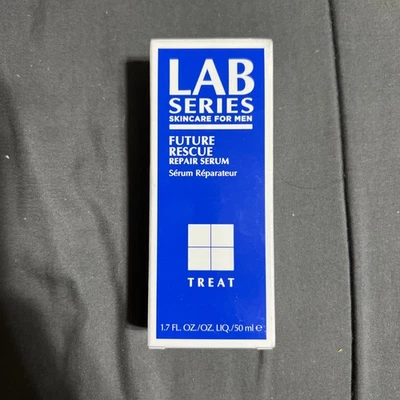 LAB
SERIES
SKINCARE FOR MEN
FUTURE
RESCUE
REPAIR SERUM
Sérum Réparateur
TREAT
1.7 FL. OZ./OZ. LIQ./50 ml ℮